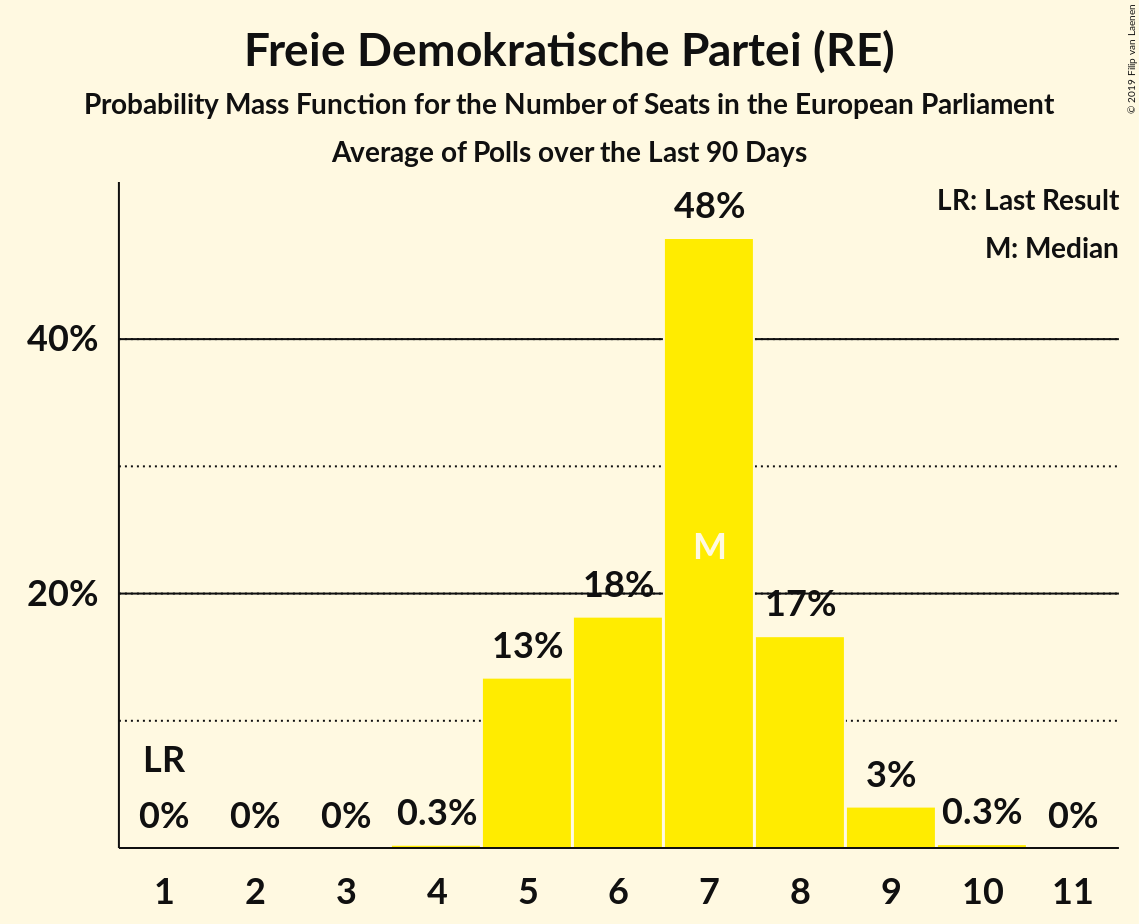 Freie Demokratische Partei (RE)
Probability Mass Function for the Number of Seats in the European Parliament
Average of Polls over the Last 90 Days
© 2019 Filip van Laenen
LR: Last Result
M: Median
48%
40%
M
20%
18%
17%
13%
LR
3%
0%
0%
0%
0.3%
0.3%
0%
1 2 3 4 5 6 7 8 9 10 11